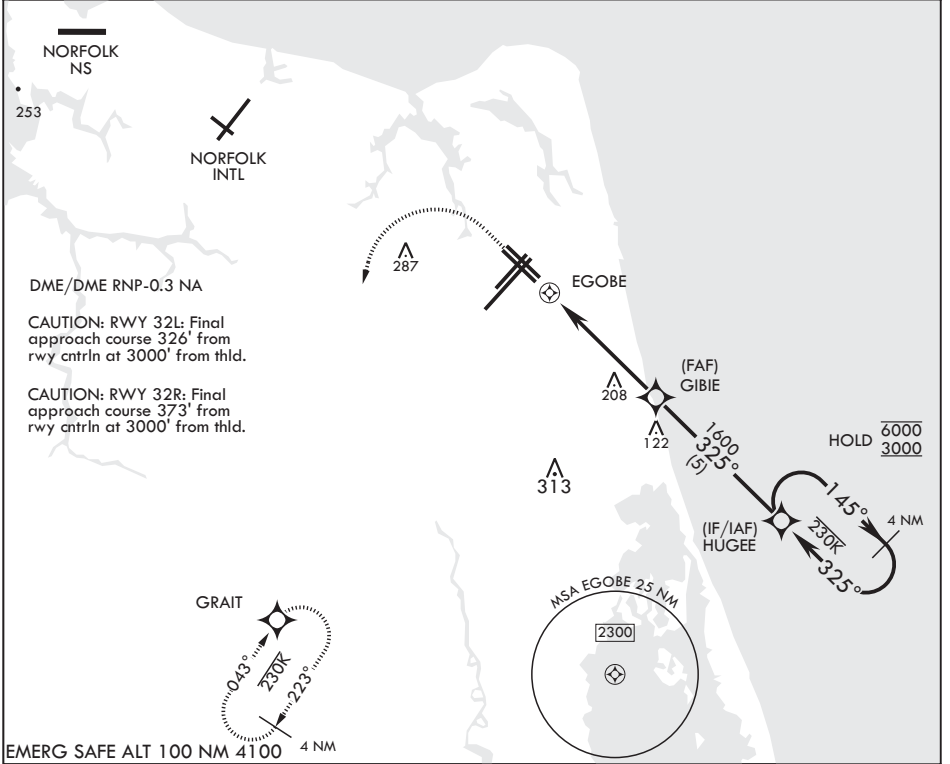 NORFOLK
NS
253
NORFOLK
INTL
287
EGOBE
DME/DME RNP-0.3 NA
CAUTION: RWY 32L: Final
approach course 326' from
rwy cntrln at 3000' from thld.
CAUTION: RWY 32R: Final
approach course 373' from
rwy cntrln at 3000' from thld.
(FAF)
GIBIE
208
122
1600
325°
(5)
HOLD 6000
3000
313
(IF/IAF)
HUGEE
145°
4 NM
230K
325°
GRAIT
043°
230K
223°
4 NM
MSA EGOBE 25 NM
2300
EMERG SAFE ALT 100 NM 4100